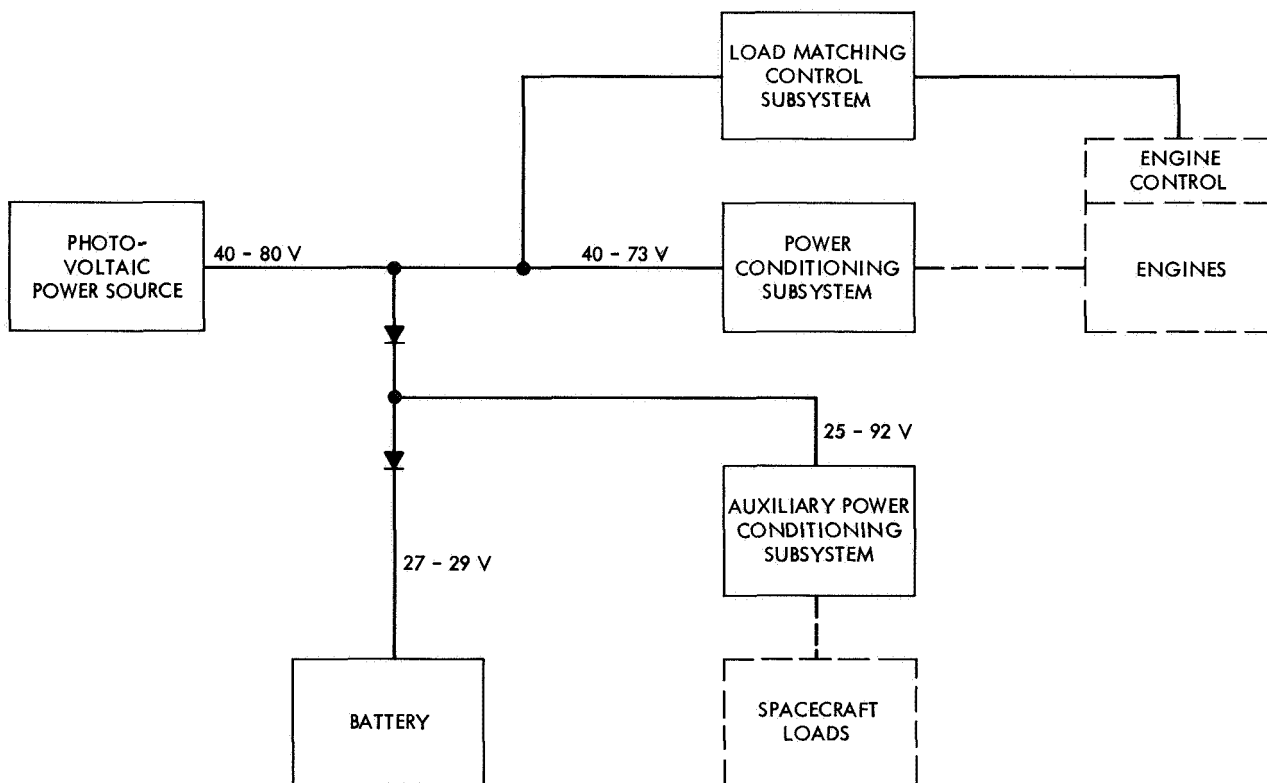 LOAD MATCHING
CONTROL
SUBSYSTEM
ENGINE
CONTROL
PHOTO-
VOLTAIC
POWER SOURCE
40 - 80 V
40 - 73 V
POWER
CONDITIONING
SUBSYSTEM
ENGINES
25 - 92 V
AUXILIARY POWER
CONDITIONING
SUBSYSTEM
27 - 29 V
BATTERY
SPACECRAFT
LOADS